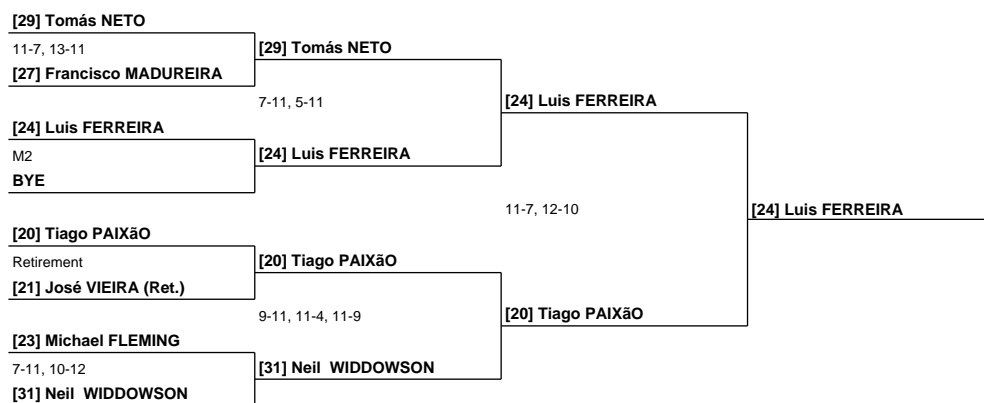 [29] Tomás NETO
11-7, 13-11
[27] Francisco MADUREIRA
[24] Luis FERREIRA
M2
BYE
[20] Tiago PAIXãO
Retirement
[21] José VIEIRA (Ret.)
[23] Michael FLEMING
7-11, 10-12
[31] Neil  WIDDOWSON
[29] Tomás NETO
7-11, 5-11
[24] Luis FERREIRA
[20] Tiago PAIXãO
9-11, 11-4, 11-9
[31] Neil  WIDDOWSON
[24] Luis FERREIRA
11-7, 12-10
[20] Tiago PAIXãO
[24] Luis FERREIRA